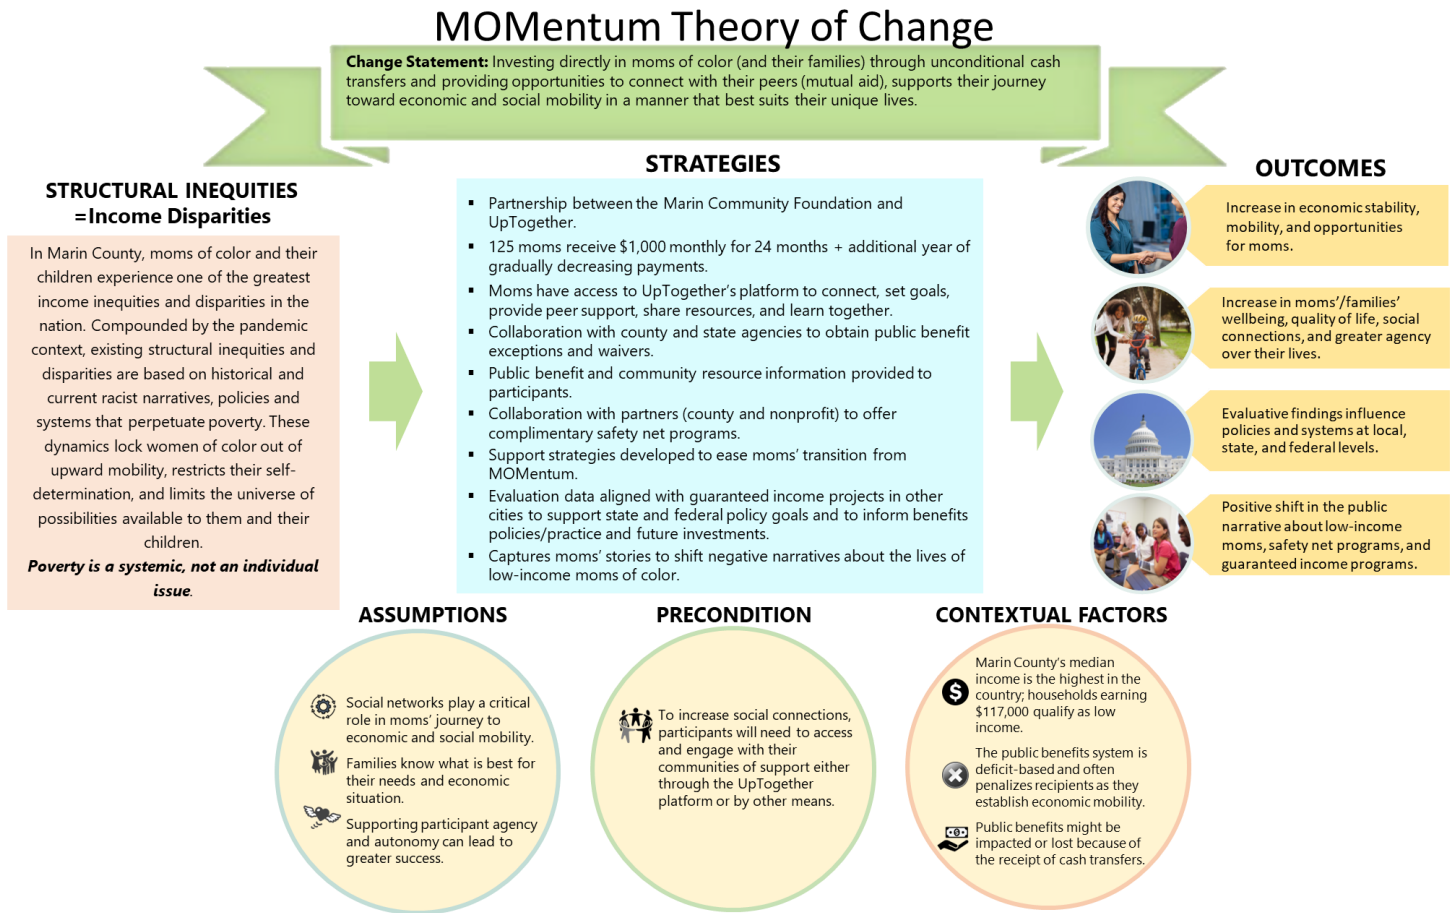 MOMentum Theory of Change
Change Statement: Investing directly in moms of color (and their families) through unconditional cash
transfers and providing opportunities to connect with their peers (mutual aid), supports their journey
toward economic and social mobility in a manner that best suits their unique lives.
STRUCTURAL INEQUITIES
=Income Disparities
In Marin County, moms of color and their
children experience one of the greatest
income inequities and disparities in the
nation. Compounded by the pandemic
context, existing structural inequities and
disparities are based on historical and
current racist narratives, policies and
systems that perpetuate poverty. These
dynamics lock women of color out of
upward mobility, restricts their self-
determination, and limits the universe of
possibilities available to them and their
children.
Poverty is a systemic, not an individual
issue.
STRATEGIES
▪ Partnership between the Marin Community Foundation and
UpTogether.
▪ 125 moms receive $1,000 monthly for 24 months + additional year of
gradually decreasing payments.
▪ Moms have access to UpTogether's platform to connect, set goals,
provide peer support, share resources, and learn together.
▪ Collaboration with county and state agencies to obtain public benefit
exceptions and waivers.
▪ Public benefit and community resource information provided to
participants.
▪ Collaboration with partners (county and nonprofit) to offer
complimentary safety net programs.
▪ Support strategies developed to ease moms' transition from
MOMentum.
▪ Evaluation data aligned with guaranteed income projects in other
cities to support state and federal policy goals and to inform benefits
policies/practice and future investments.
▪ Captures moms' stories to shift negative narratives about the lives of
low-income moms of color.
OUTCOMES
Increase in economic stability,
mobility, and opportunities
for moms.
Increase in moms'/families'
wellbeing, quality of life, social
connections, and greater agency
over their lives.
Evaluative findings influence
policies and systems at local,
state, and federal levels.
Positive shift in the public
narrative about low-income
moms, safety net programs, and
guaranteed income programs.
ASSUMPTIONS
Social networks play a critical
role in moms' journey to
economic and social mobility.
Families know what is best for
their needs and economic
situation.
Supporting participant agency
and autonomy can lead to
greater success.
PRECONDITION
To increase social connections,
participants will need to access
and engage with their
communities of support either
through the UpTogether
platform or by other means.
CONTEXTUAL FACTORS
Marin County's median
income is the highest in the
country; households earning
$117,000 qualify as low
income.
The public benefits system is
deficit-based and often
penalizes recipients as they
establish economic mobility.
Public benefits might be
impacted or lost because of
the receipt of cash transfers.